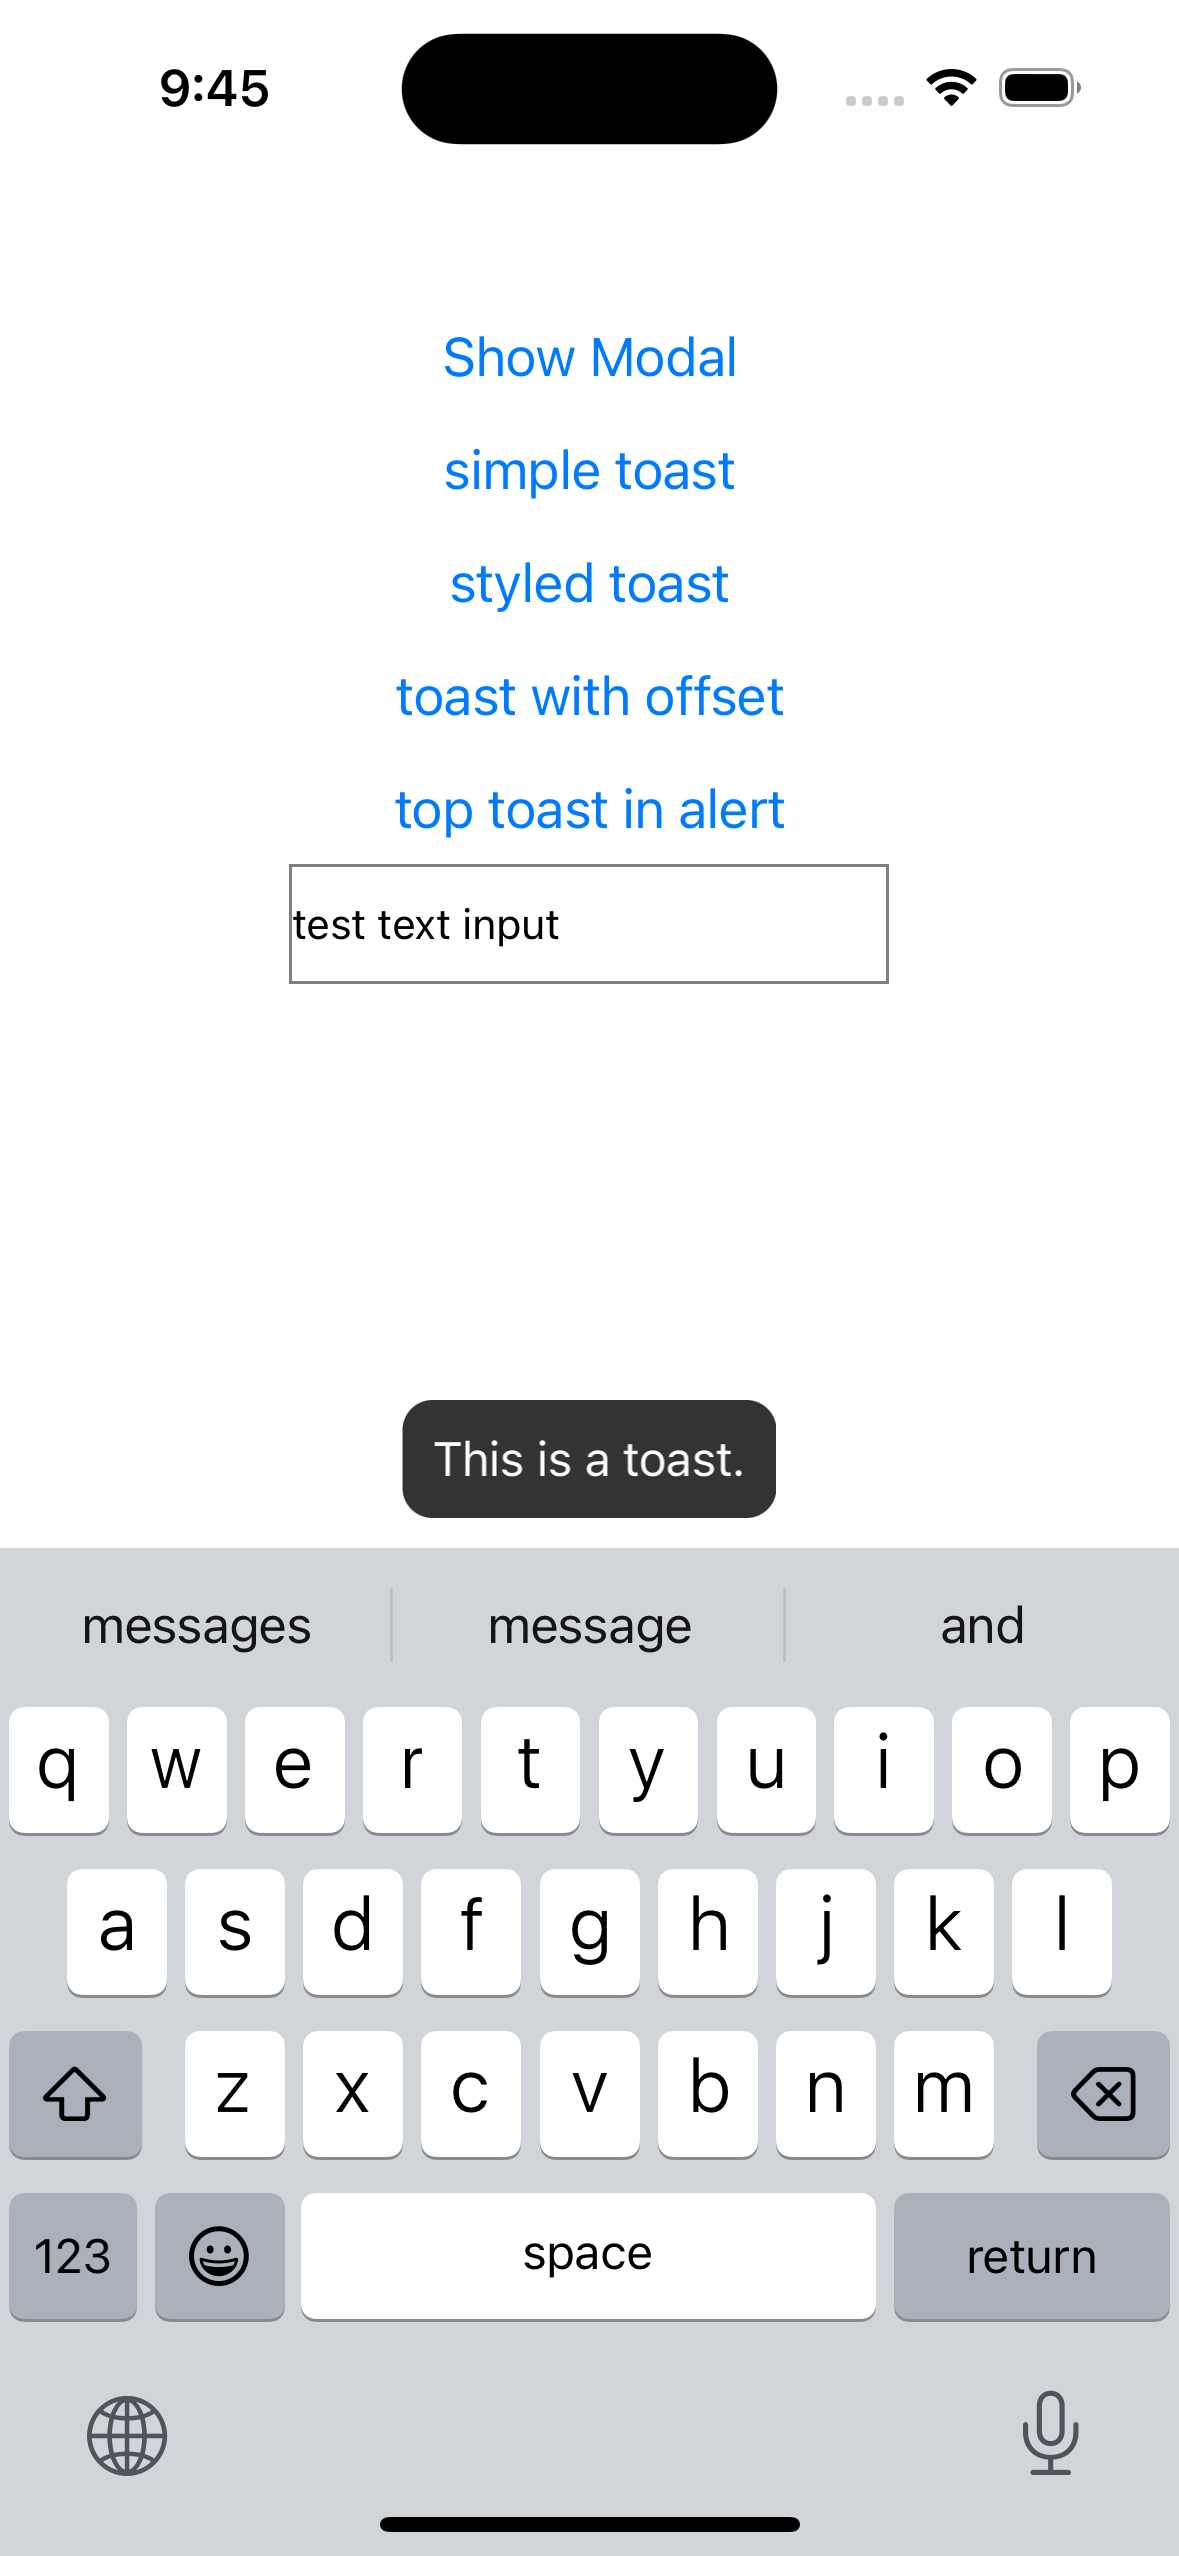 9:45
Show Modal
simple toast
styled toast
toast with offset
top toast in alert
test text input
This is a toast.
messages message and
q w e r t y u i o p
a s d f g h j k l
z x c v b n m
123 space return